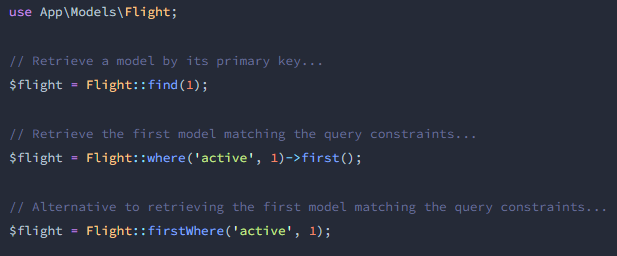 use App\Models\Flight;
// Retrieve a model by its primary key...
$flight = Flight::find(1);
// Retrieve the first model matching the query constraints...
$flight = Flight::where('active', 1)->first();
// Alternative to retrieving the first model matching the query constraints...
$flight = Flight::firstWhere('active', 1);